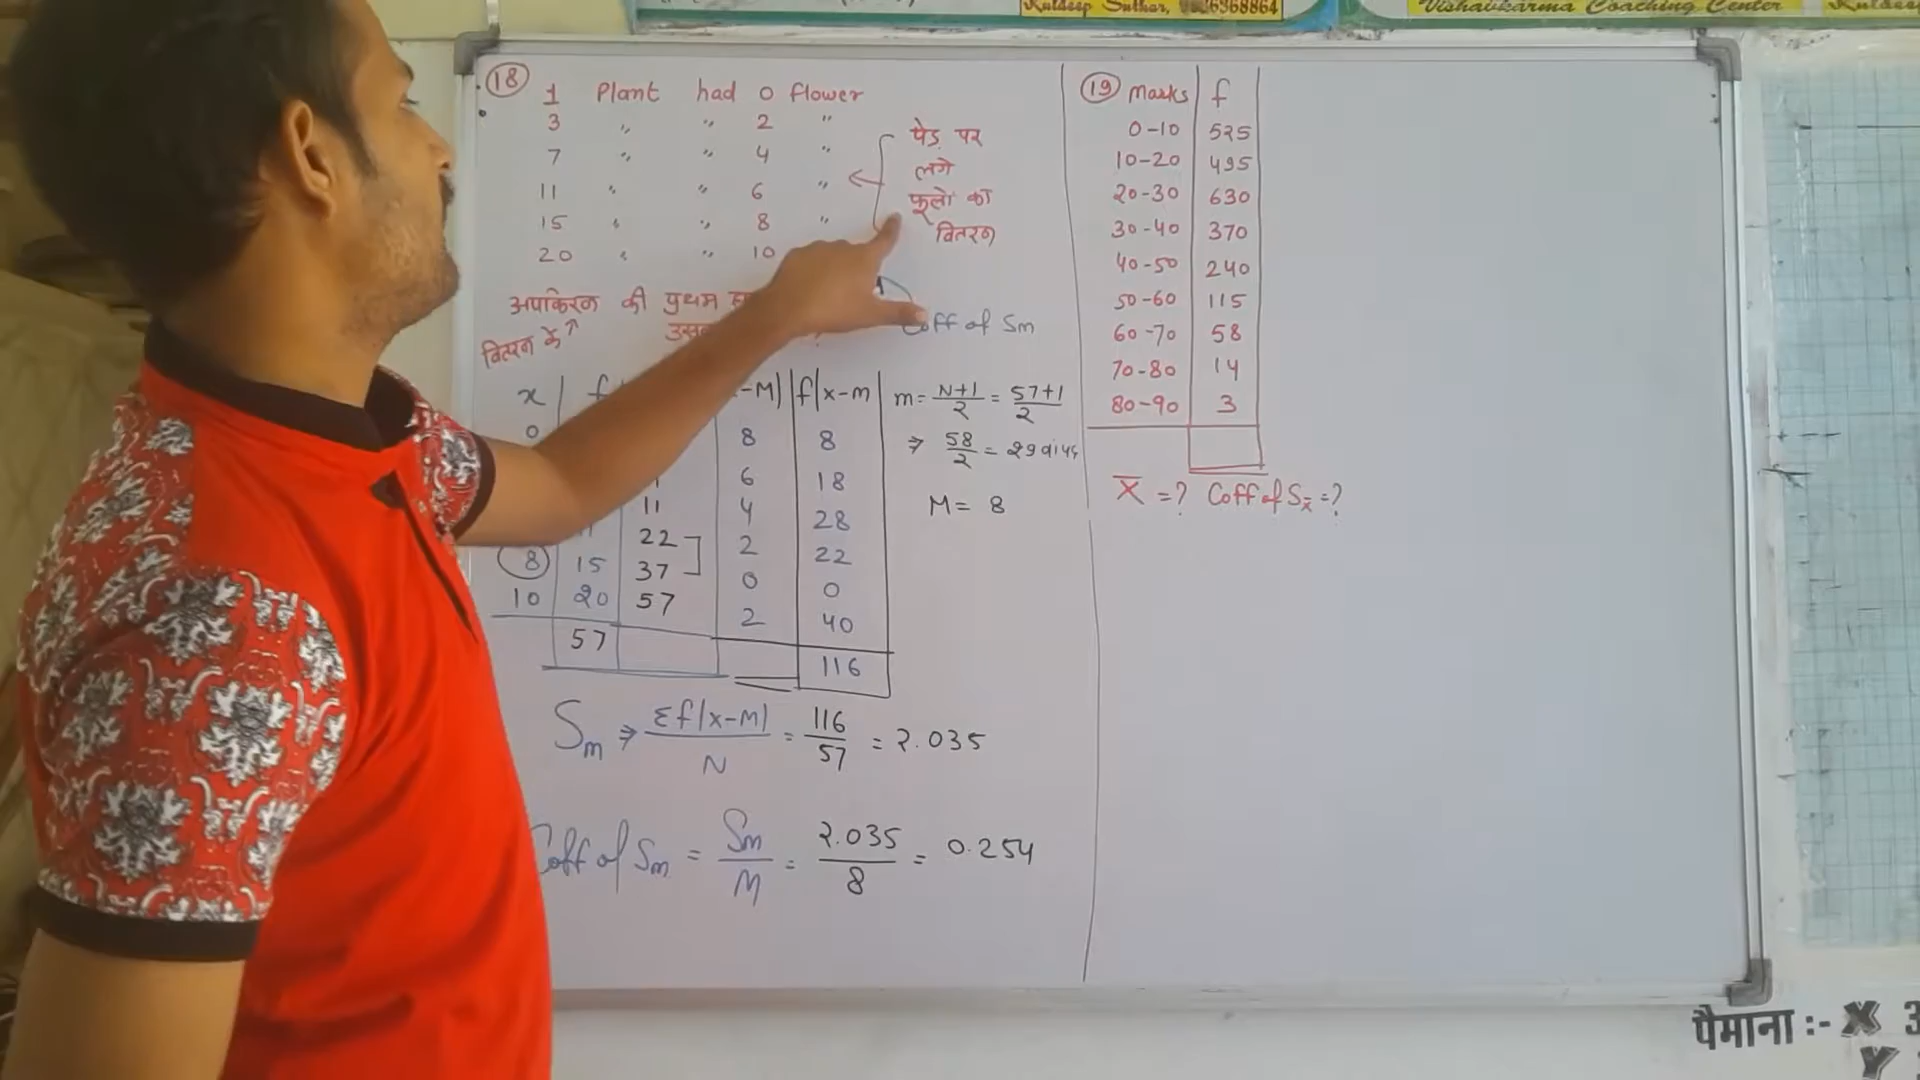 Kuldeep Suthar,
Vishavkarma Coaching Center
18
1 Plant had 0 flower
3 " " 2 "
7 " " 4 "
11 " " 6 "
15 " " 8 "
20 " " 10
पेड़ पर
लगे
फूलो का
वितरन
अपकिरन की प्रथम
वितरन के ↑
Coff of Sm
x f -M) f|x-m
0 8 8
6 18
11 4 28
22 2 22
8 15 37 0 0
10 20 57 2 40
57 116
m = N+1/2 = 57+1/2
⇒ 58/2 = 29
M = 8
Sm ⇒ Σf|x-M|/N = 116/57 = 2.035
Coff of Sm = Sm/M = 2.035/8 = 0.254
19 Marks f
0-10 525
10-20 495
20-30 630
30-40 370
40-50 240
50-60 115
60-70 58
70-80 14
80-90 3
X̅ =? Coff of Sx̅ =?
पैमाना :- X 3
Y